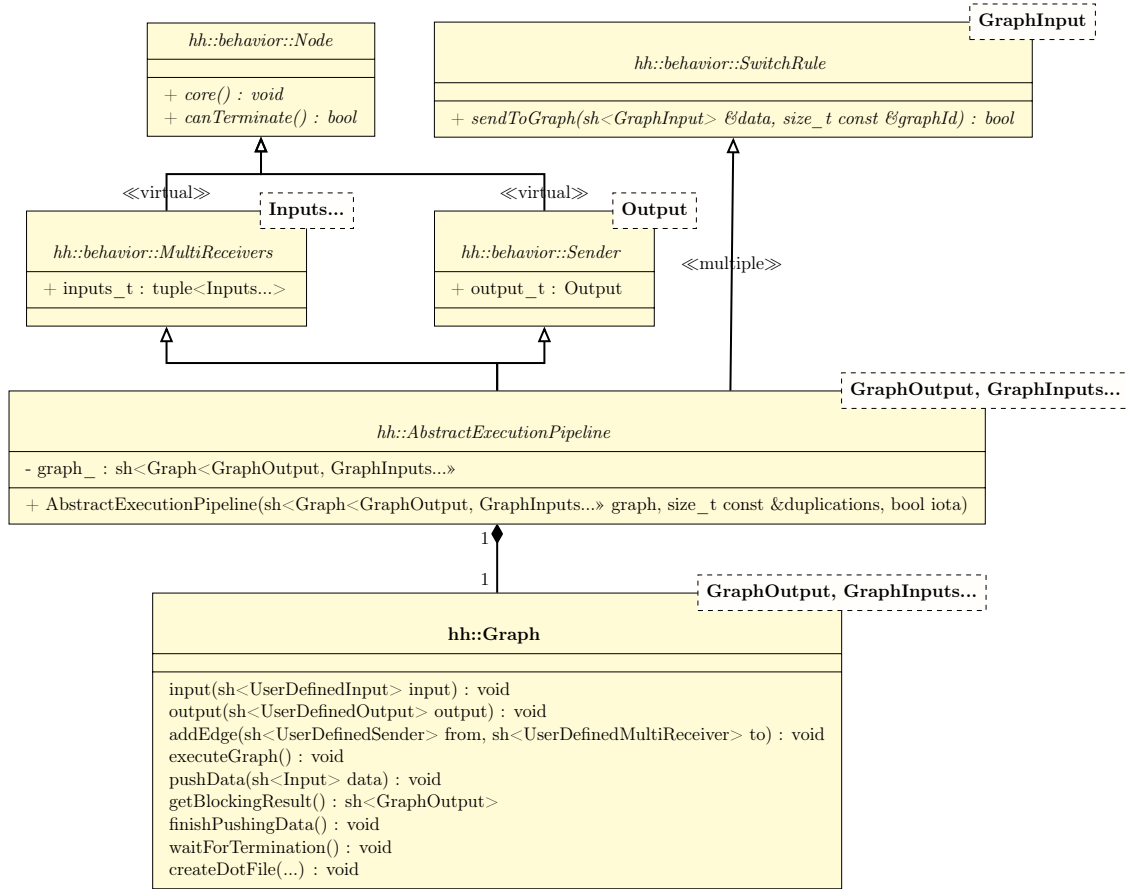 GraphInput
hh::behavior::Node
+ core() : void
+ canTerminate() : bool
hh::behavior::SwitchRule
+ sendToGraph(sh<GraphInput> &data, size_t const &graphId) : bool
≪virtual≫
≪virtual≫
Inputs...
hh::behavior::MultiReceivers
+ inputs_t : tuple<Inputs...>
Output
hh::behavior::Sender
+ output_t : Output
≪multiple≫
GraphOutput, GraphInputs...
hh::AbstractExecutionPipeline
- graph_ : sh<Graph<GraphOutput, GraphInputs...»
+ AbstractExecutionPipeline(sh<Graph<GraphOutput, GraphInputs...» graph, size_t const &duplications, bool iota)
1
1
GraphOutput, GraphInputs...
hh::Graph
input(sh<UserDefinedInput> input) : void
output(sh<UserDefinedOutput> output) : void
addEdge(sh<UserDefinedSender> from, sh<UserDefinedMultiReceiver> to) : void
executeGraph() : void
pushData(sh<Input> data) : void
getBlockingResult() : sh<GraphOutput>
finishPushingData() : void
waitForTermination() : void
createDotFile(...) : void